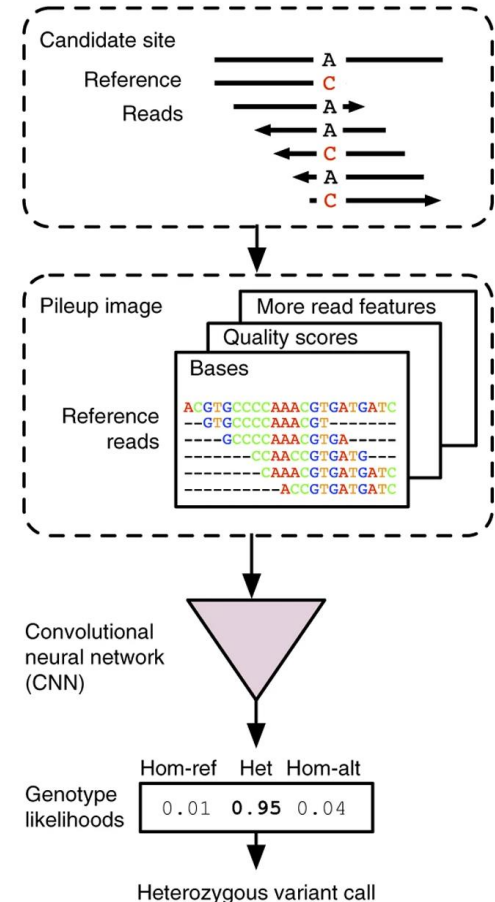 Candidate site
A
Reference
C
Reads
A
A
C
A
C
Pileup image
More read features
Quality scores
Bases
Reference
reads
ACGTGCCCCAAACGTGATGATC
--GTGCCCCAAACGT-------
----GCCCCAAACGTGA-----
-------CCAACCGTGATG---
--------CAAACGTGATGATC
----------ACCGTGATGATC
Convolutional
neural network
(CNN)
Hom-ref Het Hom-alt
Genotype
likelihoods
0.01 0.95 0.04
Heterozygous variant call